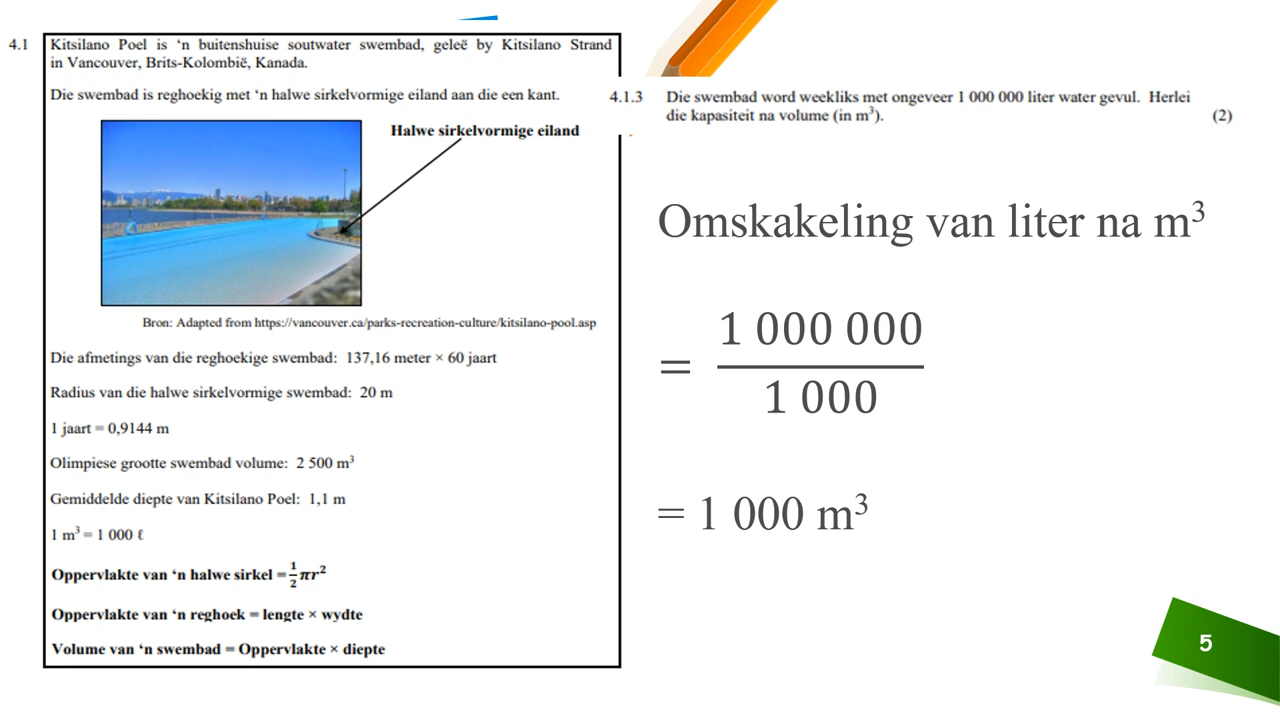 4.1 Kitsilano Poel is ‘n buitenshuise soutwater swembad, geleë by Kitsilano Strand
in Vancouver, Brits-Kolombië, Kanada.
Die swembad is reghoekig met ‘n halwe sirkelvormige eiland aan die een kant.
Halwe sirkelvormige eiland
Bron: Adapted from https://vancouver.ca/parks-recreation-culture/kitsilano-pool.asp
Die afmetings van die reghoekige swembad: 137,16 meter × 60 jaart
Radius van die halwe sirkelvormige swembad: 20 m
1 jaart = 0,9144 m
Olimpiese grootte swembad volume: 2 500 m³
Gemiddelde diepte van Kitsilano Poel: 1,1 m
1 m³ = 1 000 ℓ
Oppervlakte van ‘n halwe sirkel = 1/2 πr²
Oppervlakte van ‘n reghoek = lengte × wydte
Volume van ‘n swembad = Oppervlakte × diepte
4.1.3 Die swembad word weekliks met ongeveer 1 000 000 liter water gevul. Herlei
die kapasiteit na volume (in m³). (2)
Omskakeling van liter na m³
= 1 000 000 / 1 000
= 1 000 m³
5